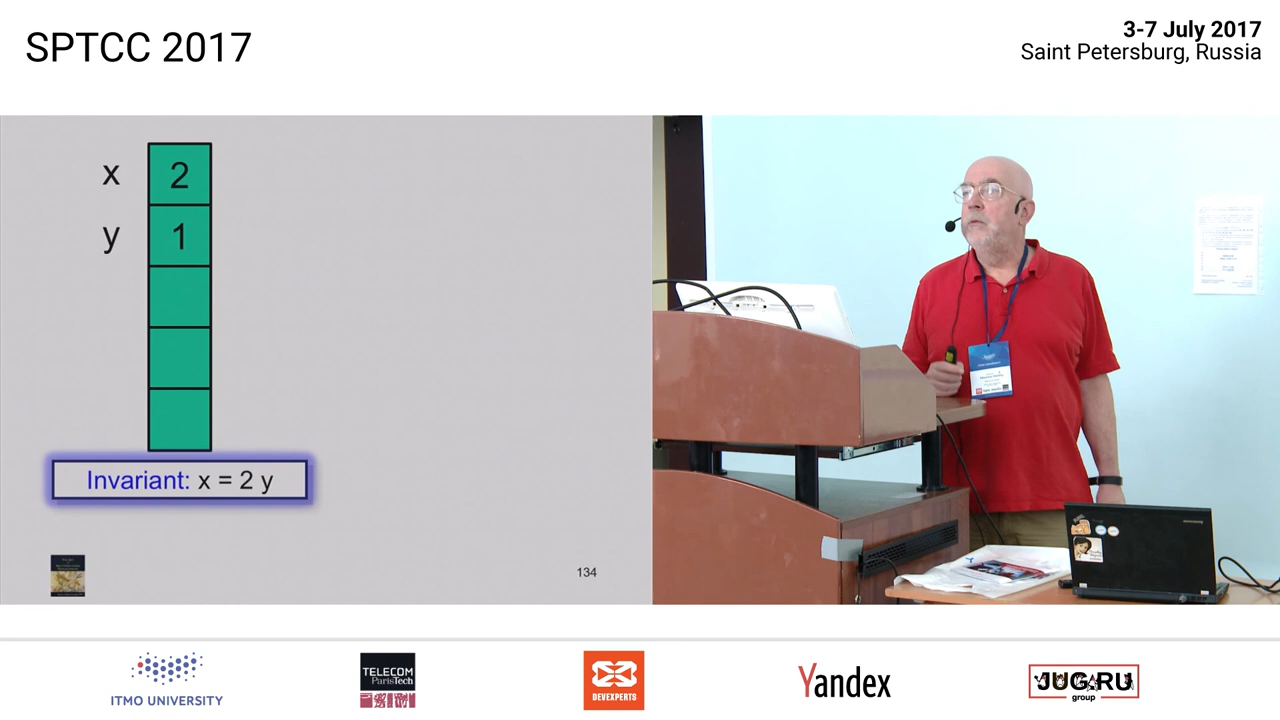 SPTCC 2017
3-7 July 2017
Saint Petersburg, Russia
x 2
y 1
Invariant: x = 2 y
134
ITMO UNIVERSITY
TELECOM
ParisTech
DEVEXPERTS
Yandex
JUG.RU
group